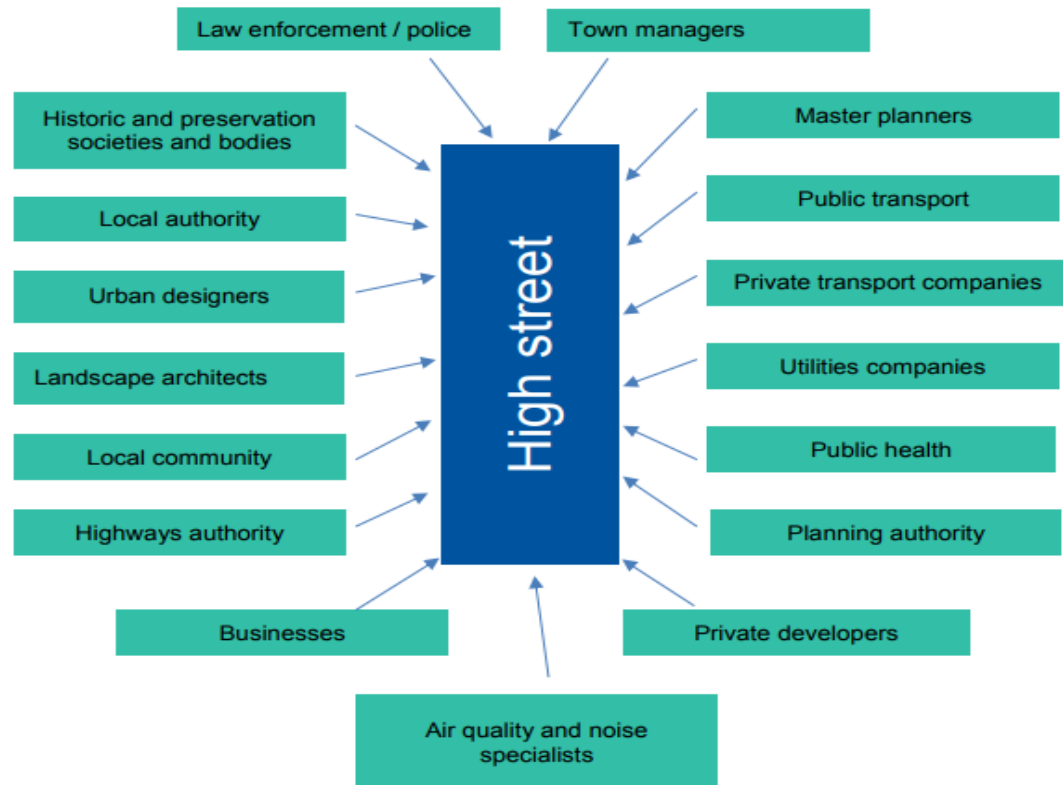 Law enforcement / police
Town managers
Historic and preservation
societies and bodies
Master planners
Local authority
Public transport
Urban designers
Private transport companies
Landscape architects
Utilities companies
Local community
Public health
Highways authority
Planning authority
High street
Businesses
Private developers
Air quality and noise
specialists